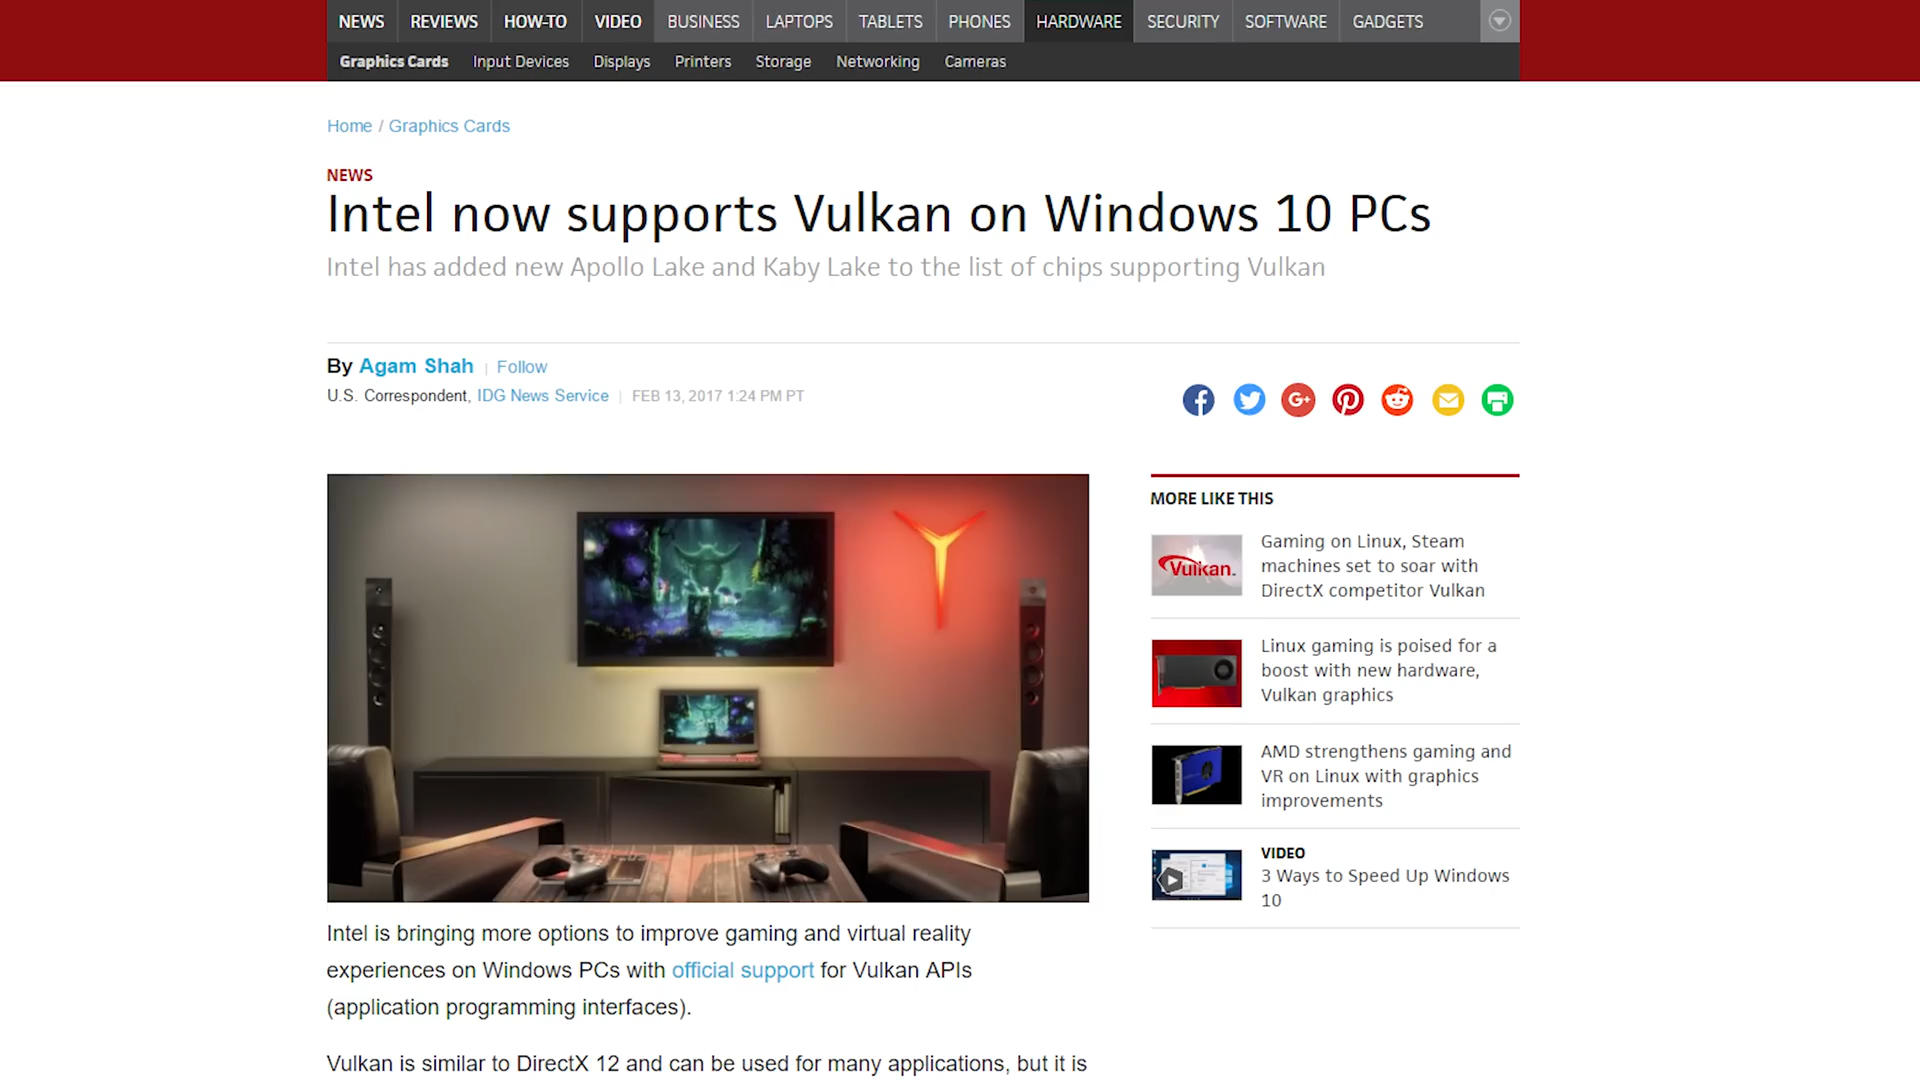 NEWS REVIEWS HOW-TO VIDEO BUSINESS LAPTOPS TABLETS PHONES HARDWARE SECURITY SOFTWARE GADGETS
Graphics Cards Input Devices Displays Printers Storage Networking Cameras
Home / Graphics Cards
NEWS
Intel now supports Vulkan on Windows 10 PCs
Intel has added new Apollo Lake and Kaby Lake to the list of chips supporting Vulkan
By Agam Shah | Follow
U.S. Correspondent, IDG News Service | FEB 13, 2017 1:24 PM PT
G+
Intel is bringing more options to improve gaming and virtual reality
experiences on Windows PCs with official support for Vulkan APIs
(application programming interfaces).
Vulkan is similar to DirectX 12 and can be used for many applications, but it is
MORE LIKE THIS
Vulkan.
Gaming on Linux, Steam
machines set to soar with
DirectX competitor Vulkan
Linux gaming is poised for a
boost with new hardware,
Vulkan graphics
AMD strengthens gaming and
VR on Linux with graphics
improvements
VIDEO
3 Ways to Speed Up Windows
10